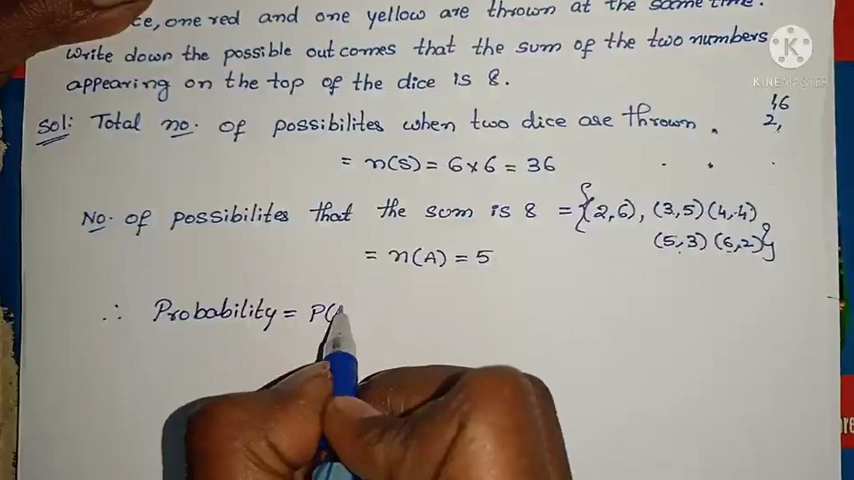 one red and one yellow are thrown at the same time.
Write down the possible outcomes that the sum of the two numbers
appearing on the top of the dice is 8.
KINEMASTER
16
2,
Sol: Total no. of possibilites when two dice are thrown.
= n(S) = 6×6 = 36
No. of possibilites that the sum is 8 = {(2,6), (3,5) (4,4)
(5,3) (6,2)}
= n(A) = 5
∴ Probability = P(